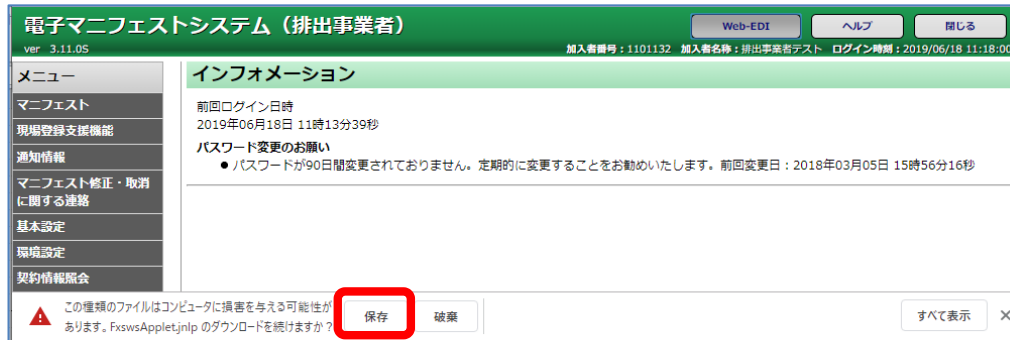 電子マニフェストシステム（排出事業者）
Web-EDI
ヘルプ
閉じる
ver 3.11.05
加入者番号：1101132 加入者名称：排出事業者テスト ログイン時刻：2019/06/18 11:18:00
メニュー
マニフェスト
現場登録支援機能
通知情報
マニフェスト修正・取消
に関する連絡
基本設定
環境設定
契約情報照会
インフォメーション
前回ログイン日時
2019年06月18日 11時13分39秒
パスワード変更のお願い
● パスワードが90日間変更されておりません。定期的に変更することをお勧めいたします。前回変更日：2018年03月05日 15時56分16秒
この種類のファイルはコンピュータに損害を与える可能性が
あります。FxswsApplet.jnlp のダウンロードを続けますか？
保存
破棄
すべて表示